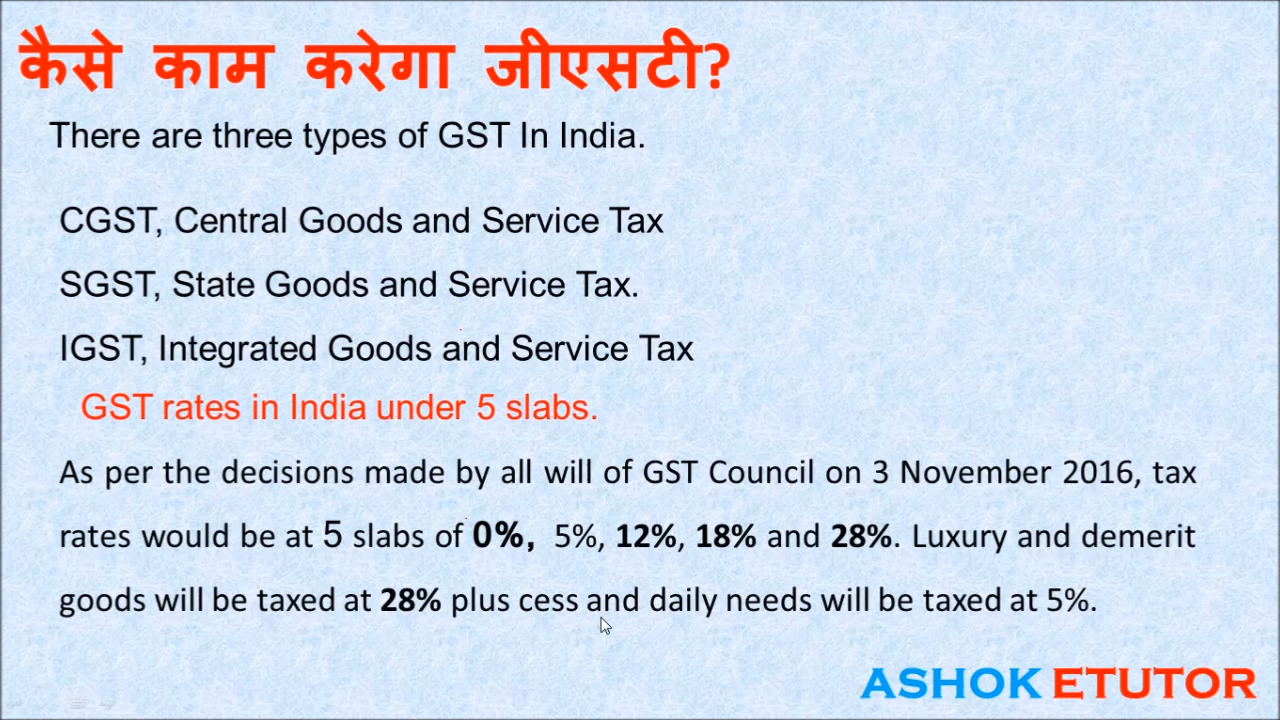 कैसे काम करेगा जीएसटी?
There are three types of GST In India.
CGST, Central Goods and Service Tax
SGST, State Goods and Service Tax.
IGST, Integrated Goods and Service Tax
GST rates in India under 5 slabs.
As per the decisions made by all will of GST Council on 3 November 2016, tax
rates would be at 5 slabs of 0%, 5%, 12%, 18% and 28%. Luxury and demerit
goods will be taxed at 28% plus cess and daily needs will be taxed at 5%.
ASHOK ETUTOR